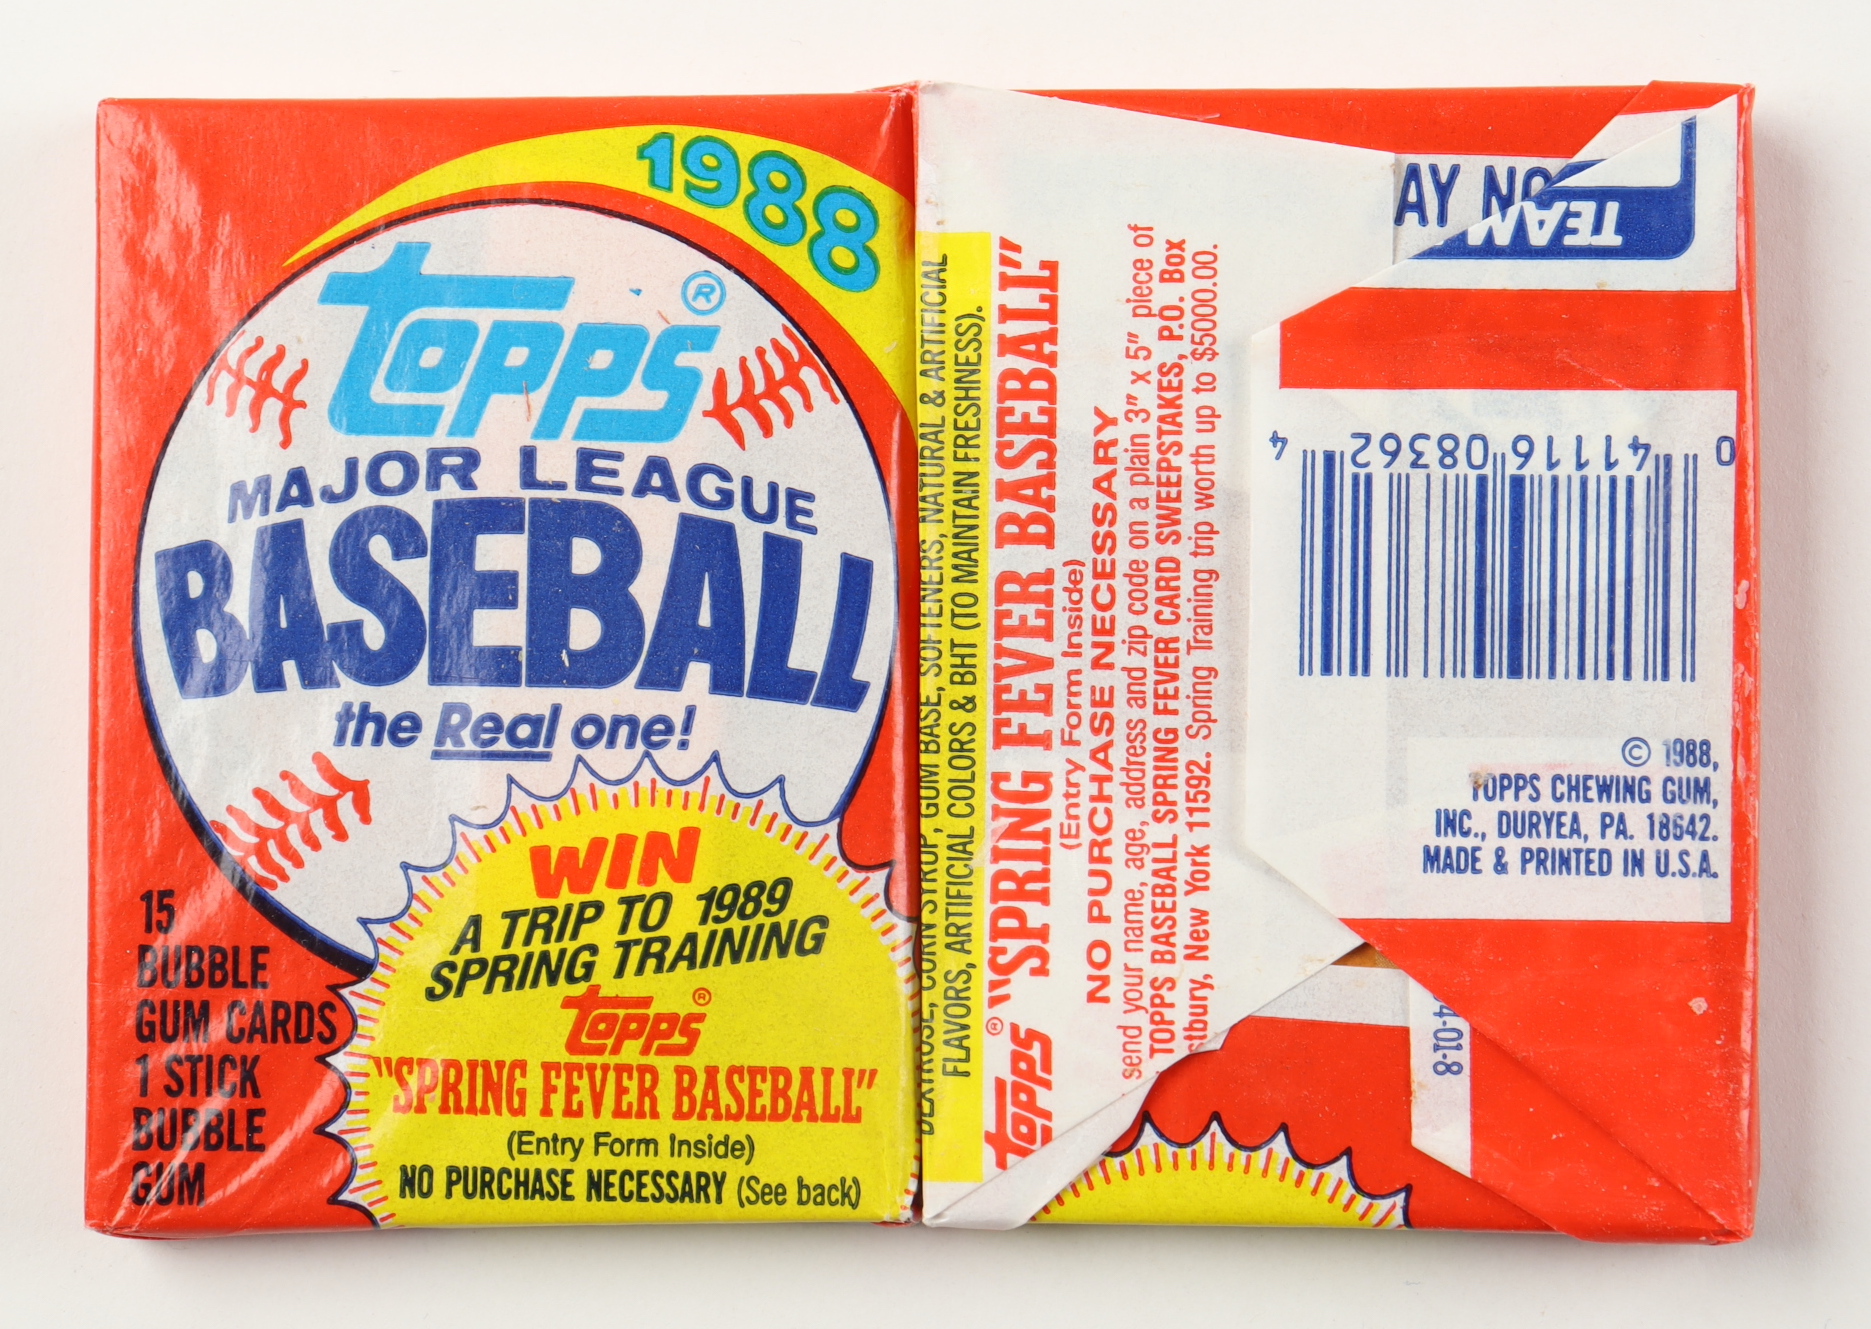 1988
Topps®
MAJOR LEAGUE
BASEBALL
the Real one!
WIN
A TRIP TO 1989
SPRING TRAINING
Topps®
"SPRING FEVER BASEBALL"
(Entry Form Inside)
NO PURCHASE NECESSARY (See back)
15
BUBBLE
GUM CARDS
1 STICK
BUBBLE
GUM
DEXTROSE, CORN SYRUP, GUM BASE, SOFTENERS, NATURAL & ARTIFICIAL
FLAVORS, ARTIFICIAL COLORS & BHT (TO MAINTAIN FRESHNESS).
Topps® "SPRING FEVER BASEBALL"
(Entry Form Inside)
NO PURCHASE NECESSARY
send your name, age, address and zip code on a plain 3" x 5" piece of
TOPPS BASEBALL SPRING FEVER CARD SWEEPSTAKES, P.O. Box
stbury, New York 11592. Spring Training trip worth up to $5000.00.
AY NO
TEAM
TEAM
0 41116 08362 4
© 1988,
TOPPS CHEWING GUM,
INC., DURYEA, PA. 18642.
MADE & PRINTED IN U.S.A.
4-01-8